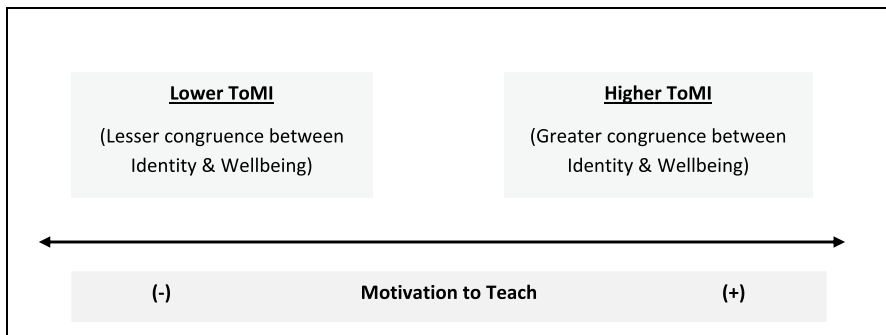 Lower ToMI
(Lesser congruence between
Identity & Wellbeing)
Higher ToMI
(Greater congruence between
Identity & Wellbeing)
(-) Motivation to Teach (+)